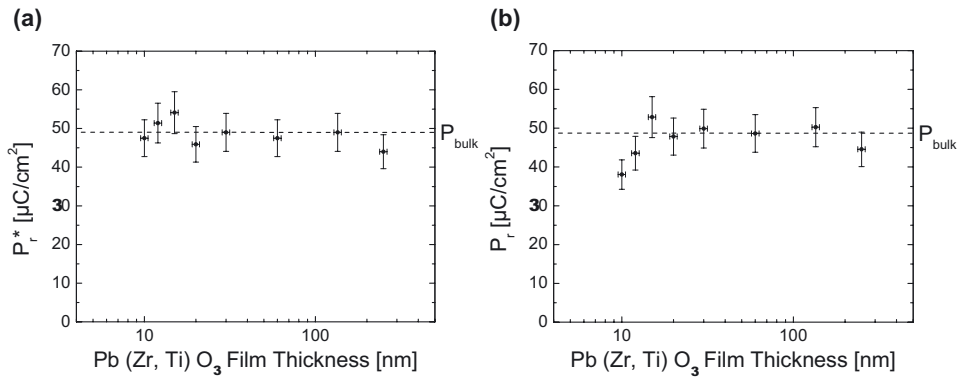 (a)
70
60
50
40
30
20
10
0
3
P_r* [µC/cm²]
P_bulk
10
100
Pb (Zr, Ti) O₃ Film Thickness [nm]
(b)
70
60
50
40
30
20
10
0
3
P_r [µC/cm²]
P_bulk
10
100
Pb (Zr, Ti) O₃ Film Thickness [nm]